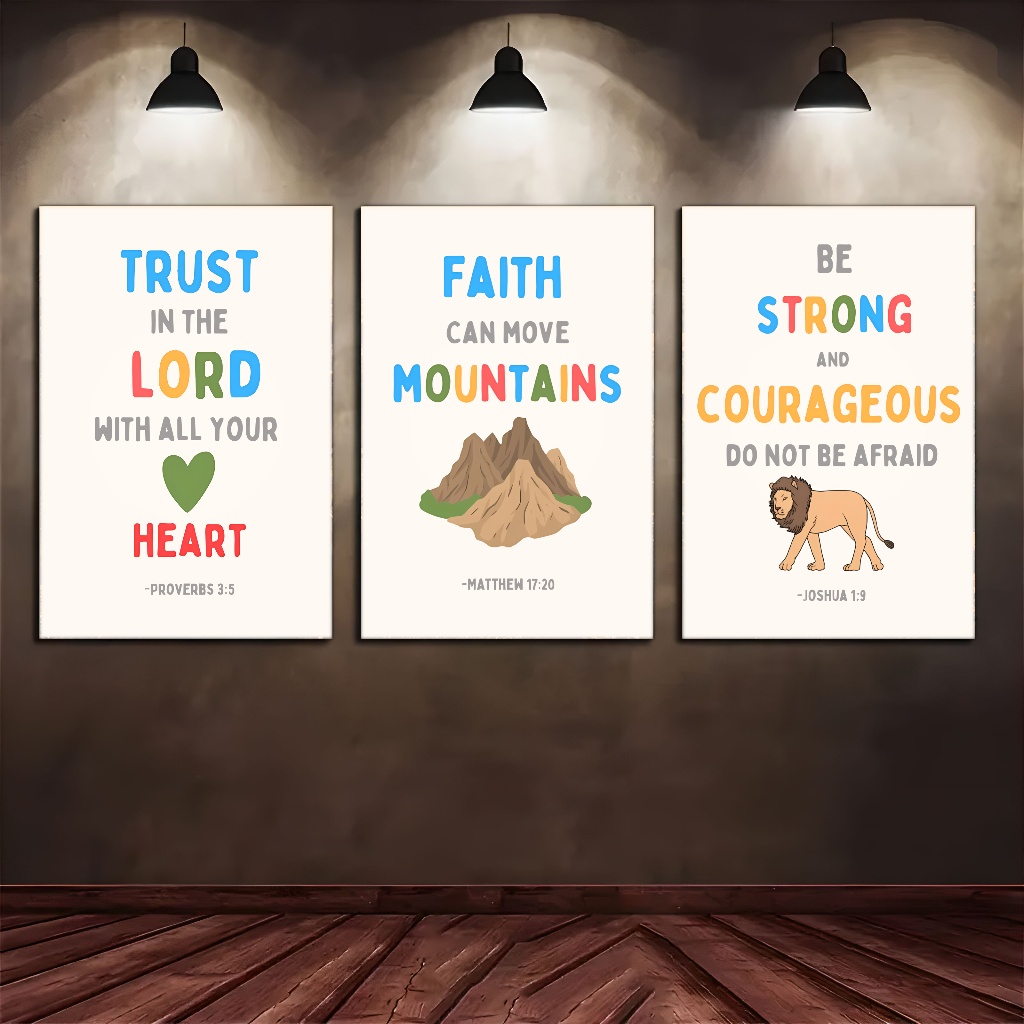 TRUST
IN THE
LORD
WITH ALL YOUR
HEART
-PROVERBS 3:5
FAITH
CAN MOVE
MOUNTAINS
-MATTHEW 17:20
BE
STRONG
AND
COURAGEOUS
DO NOT BE AFRAID
-JOSHUA 1:9